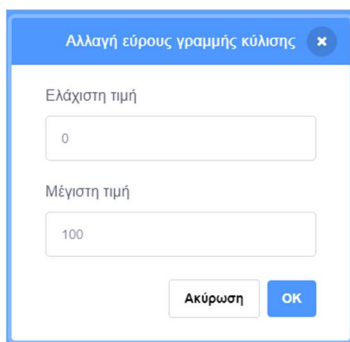 Αλλαγή εύρους γραμμής κύλισης
Ελάχιστη τιμή
0
Μέγιστη τιμή
100
Ακύρωση OK